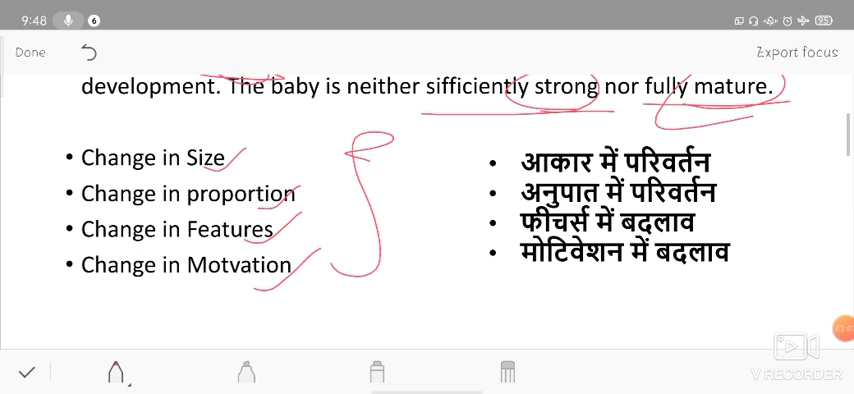 9:48 6 95
Done Export focus
development. The baby is neither sifficiently strong nor fully mature.
• Change in Size
• Change in proportion
• Change in Features
• Change in Motvation
• आकार में परिवर्तन
• अनुपात में परिवर्तन
• फीचर्स में बदलाव
• मोटिवेशन में बदलाव
V RECORDER